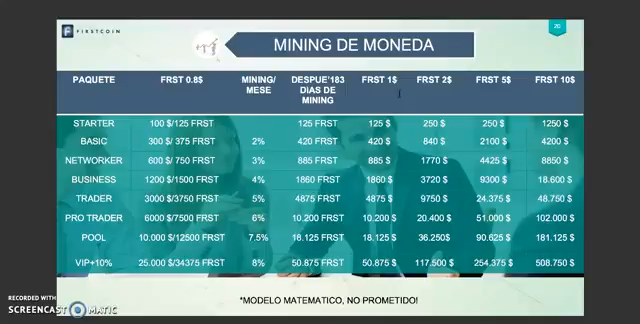 FIRSTCOIN
26
MINING DE MONEDA
PAQUETE FRST 0.8$ MINING/ MESE DESPUE'183 DIAS DE MINING FRST 1$ FRST 2$ FRST 5$ FRST 10$
STARTER 100 $/125 FRST 125 FRST 125 $ 250 $ 250 $ 1250 $
BASIC 300 $/ 375 FRST 2% 420 FRST 420 $ 840 $ 2100 $ 4200 $
NETWORKER 600 $/ 750 FRST 3% 885 FRST 885 $ 1770 $ 4425 $ 8850 $
BUSINESS 1200 $/1500 FRST 4% 1860 FRST 1860 $ 3720 $ 9300 $ 18.600 $
TRADER 3000 $/3750 FRST 5% 4875 FRST 4875 $ 9750 $ 24.375 $ 48.750 $
PRO TRADER 6000 $/7500 FRST 6% 10.200 FRST 10.200 $ 20.400 $ 51.000 $ 102.000 $
POOL 10.000 $/12500 FRST 7.5% 18.125 FRST 18.125 $ 36.250$ 90.625 $ 181.125 $
VIP+10% 25.000 $/34375 FRST 8% 50.875 FRST 50.875 $ 117.500 $ 254.375 $ 508.750 $
*MODELO MATEMATICO, NO PROMETIDO!
RECORDED WITH
SCREENCAST MATIC